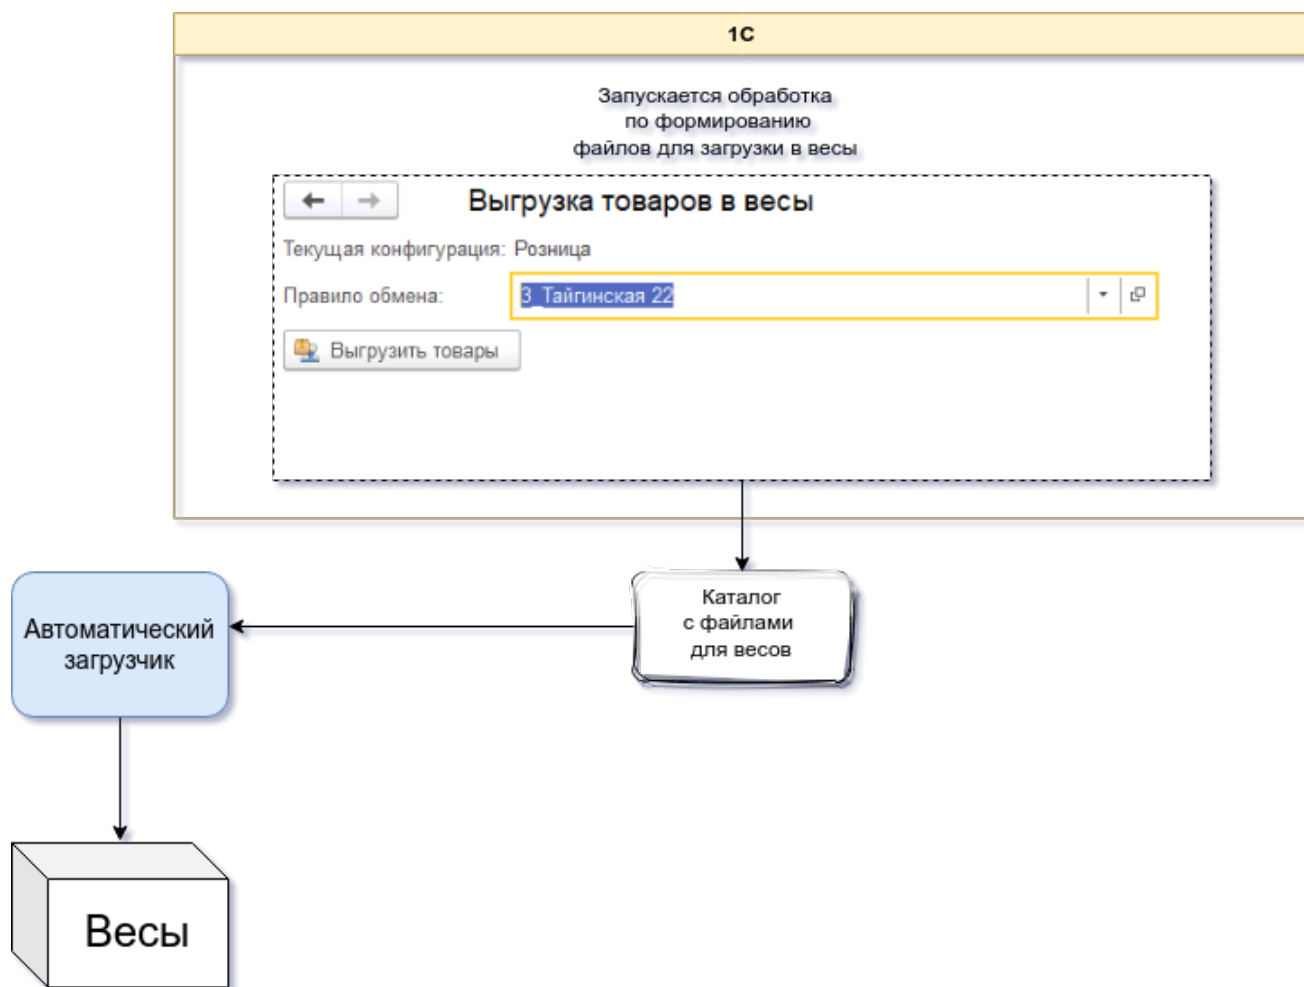 1С
Запускается обработка
по формированию
файлов для загрузки в весы
Выгрузка товаров в весы
Текущая конфигурация: Розница
Правило обмена: 3_Тайгинская 22
Выгрузить товары
Каталог
с файлами
для весов
Автоматический
загрузчик
Весы